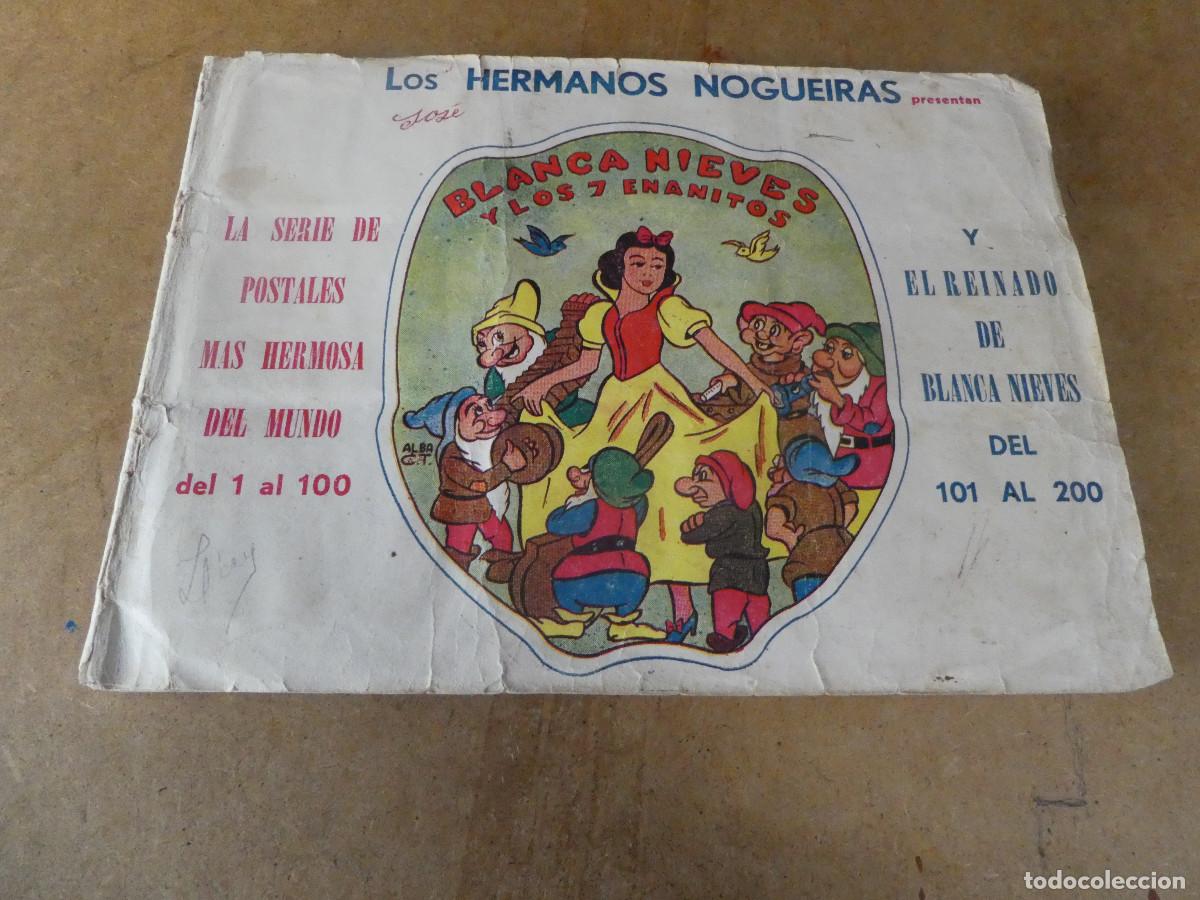 Los HERMANOS NOGUEIRAS presentan
José
BLANCA NIEVES
Y LOS 7 ENANITOS
LA SERIE DE
POSTALES
MAS HERMOSA
DEL MUNDO
del 1 al 100
ALBA
C.T.
Y
EL REINADO
DE
BLANCA NIEVES
DEL
101 AL 200
todocoleccion